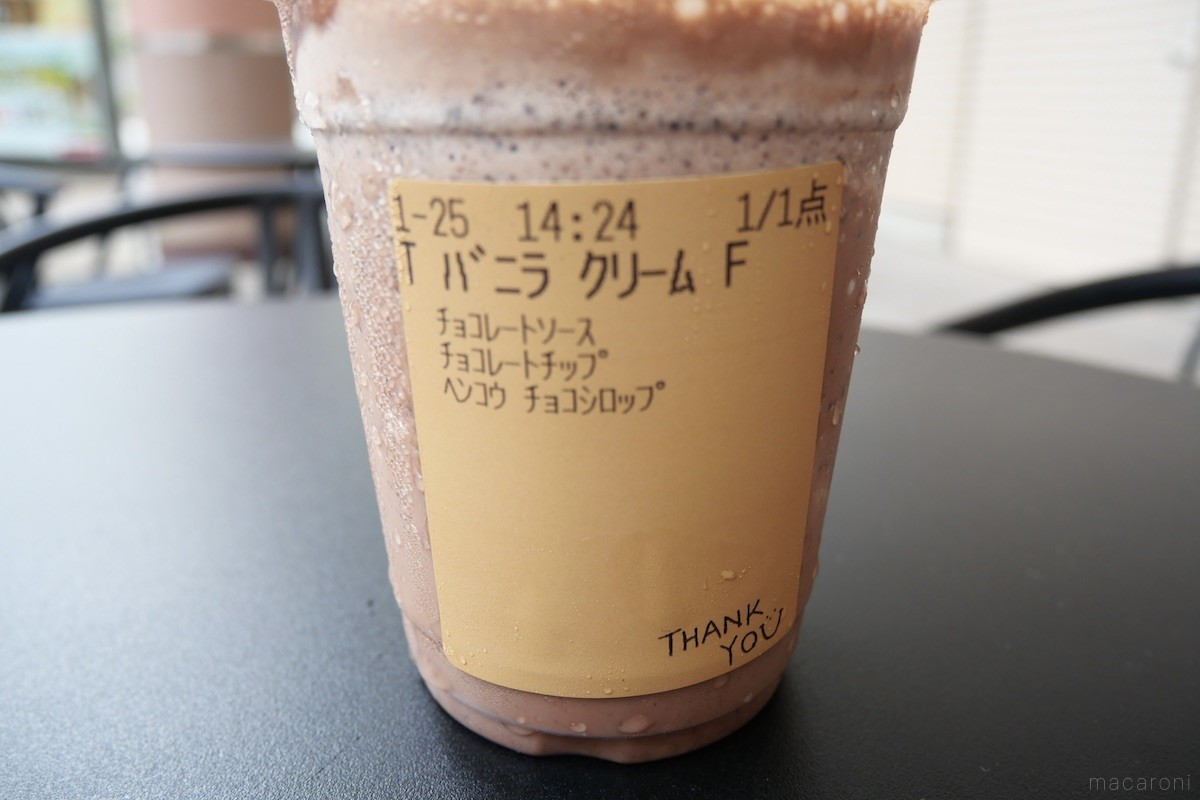 1-25 14:24 1/1点
T バニラ クリーム F
チョコレートソース
チョコレートチップ
ヘンコウ チョコシロップ
THANK
YOU
macaroni